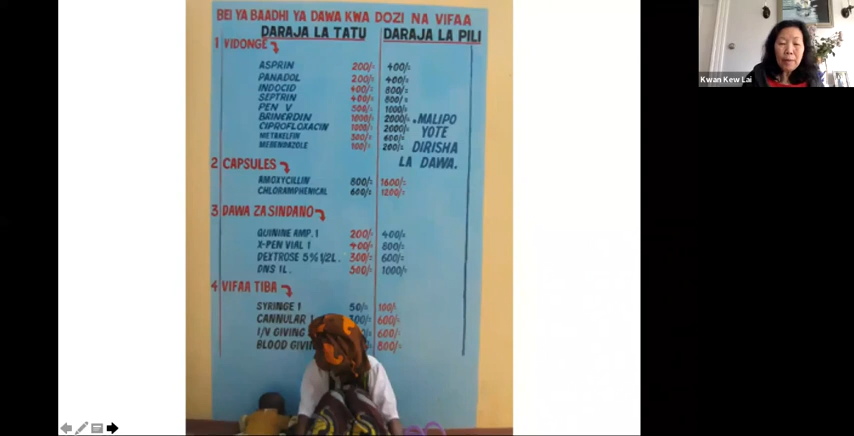 BEI YA BAADHI YA DAWA KWA DOZI NA VIFAA
DARAJA LA TATU DARAJA LA PILI
1 VIDONGE
ASPRIN 200/= 400/=
PANADOL 200/= 400/=
INDOCID 400/= 800/=
SEPTRIN 400/= 800/=
PEN V 500/= 1000/=
BRINERDIN 1000/= 2000/=
CIPROFLOXACIN 1000/= 2000/=
METAKELFIN 300/= 600/=
MEBENDAZOLE 100/= 200/=
MALIPO
YOTE
DIRISHA
LA DAWA.
2 CAPSULES
AMOXYCILLIN 800/= 1600/=
CHLORAMPHENICAL 600/= 1200/=
3 DAWA ZA SINDANO
QUININE AMP. 1 200/= 400/=
X-PEN VIAL 1 400/= 800/=
DEXTROSE 5% 1/2L. 300/= 600/=
DNS 1L. 500/= 1000/=
4 VIFAA TIBA
SYRINGE 1 50/= 100/=
CANNULAR 600/=
I/V GIVING 600/=
BLOOD 800/=
Kwan Kew Lai